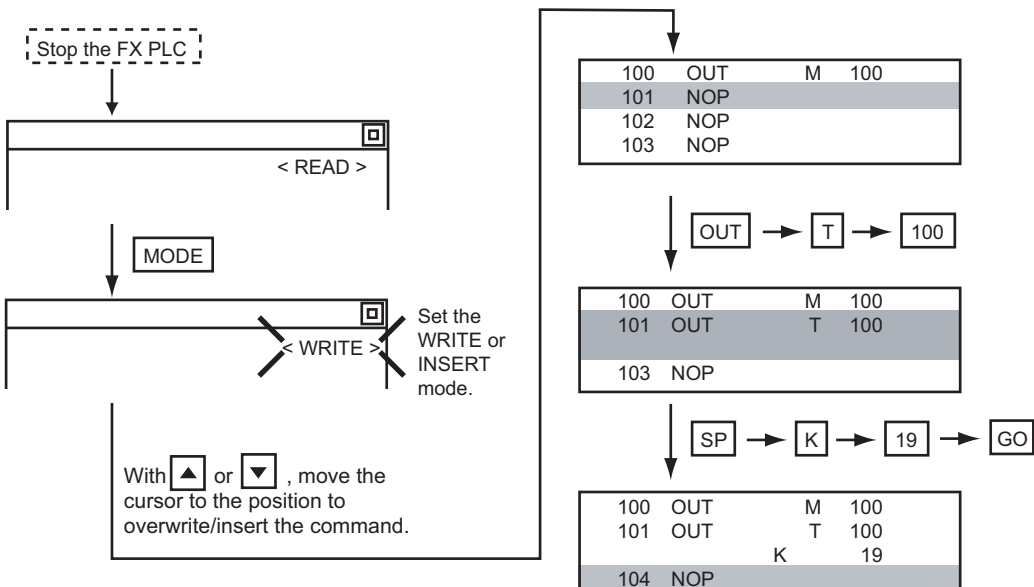 Stop the FX PLC
< READ >
MODE
< WRITE >
Set the
WRITE or
INSERT
mode.
With ▲ or ▼ , move the
cursor to the position to
overwrite/insert the command.
100 OUT M 100
101 NOP
102 NOP
103 NOP
OUT T 100
100 OUT M 100
101 OUT T 100
103 NOP
SP K 19 GO
100 OUT M 100
101 OUT T 100
K 19
104 NOP